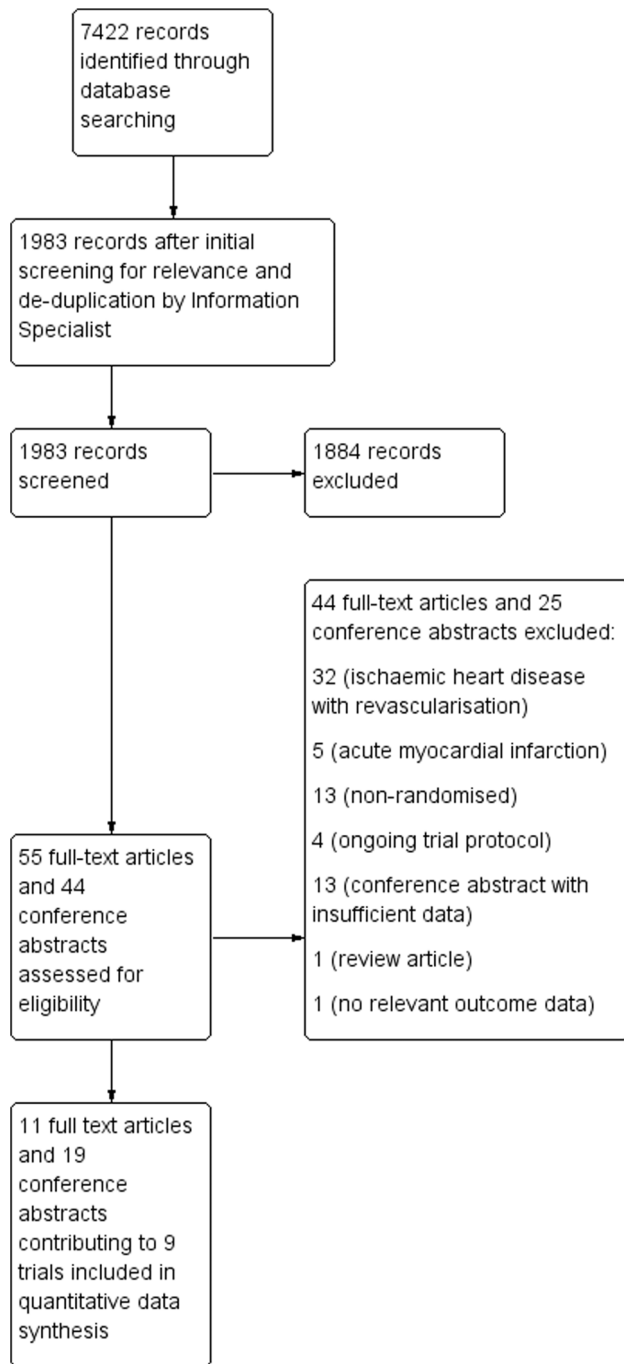 7422 records
identified through
database
searching
1983 records after initial
screening for relevance and
de-duplication by Information
Specialist
1983 records
screened
1884 records
excluded
44 full-text articles and 25
conference abstracts excluded:
32 (ischaemic heart disease
with revascularisation)
5 (acute myocardial infarction)
13 (non-randomised)
4 (ongoing trial protocol)
13 (conference abstract with
insufficient data)
1 (review article)
1 (no relevant outcome data)
55 full-text articles
and 44
conference
abstracts
assessed for
eligibility
11 full text articles
and 19
conference
abstracts
contributing to 9
trials included in
quantitative data
synthesis